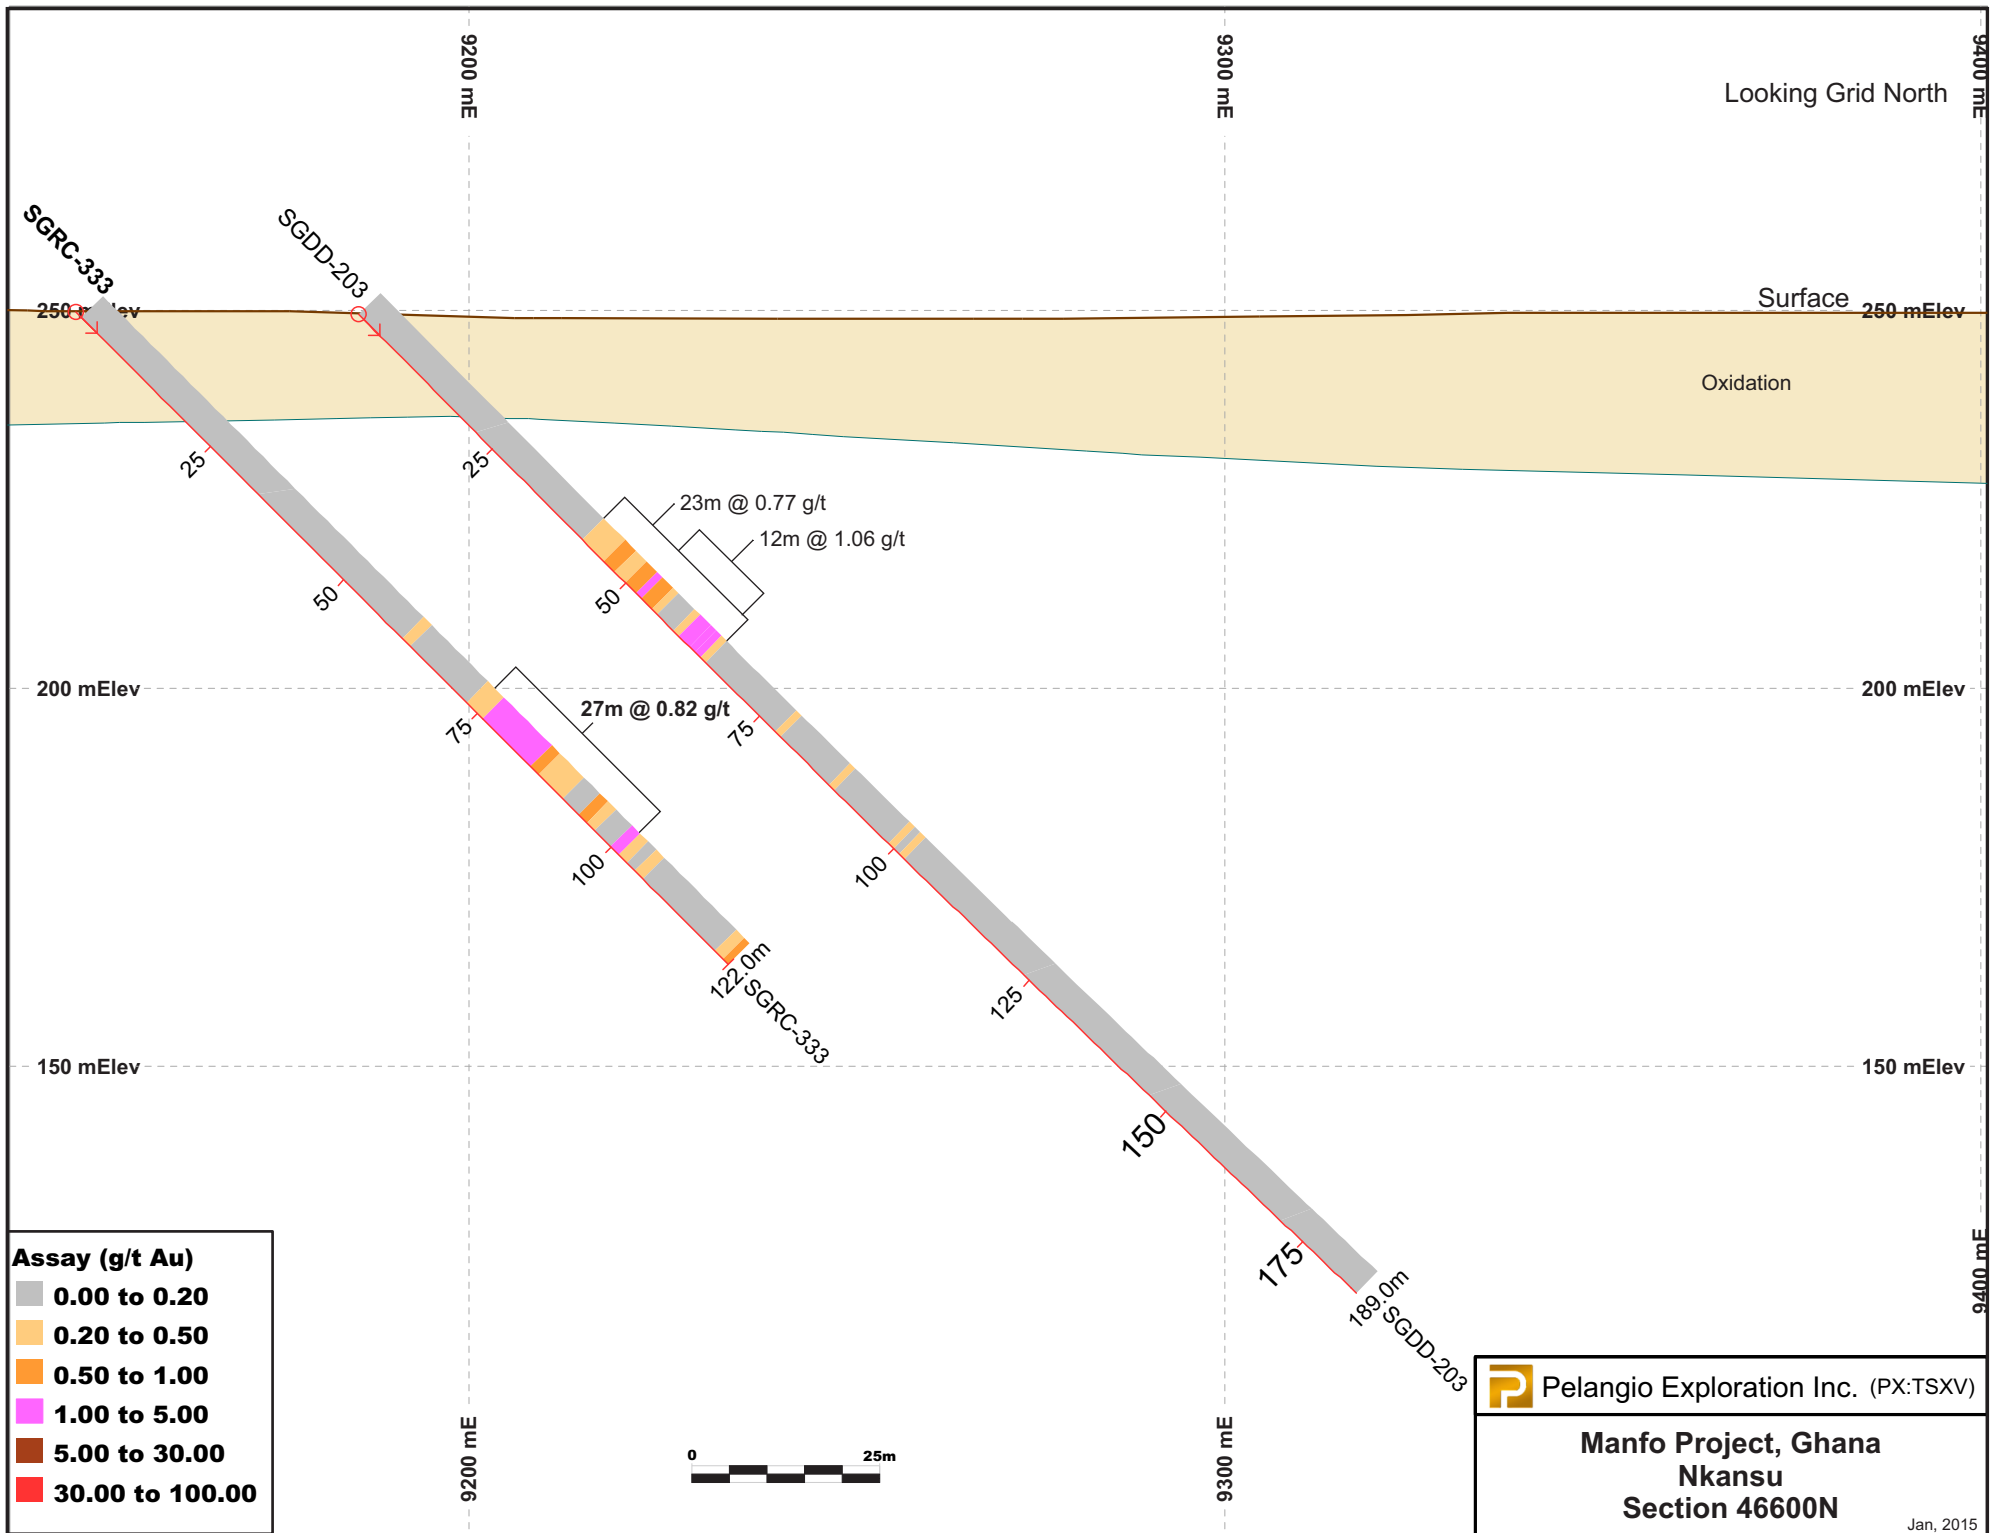 9200 mE
9300 mE
9400 mE
Looking Grid North
SGRC-333
SGDD-203
Surface
250 mElev
250 mElev
Oxidation
25
25
23m @ 0.77 g/t
12m @ 1.06 g/t
50
50
200 mElev
200 mElev
27m @ 0.82 g/t
75
75
100
100
122.0m
SGRC-333
125
150 mElev
150 mElev
150
175
189.0m
SGDD-203
9400 mE
Assay (g/t Au)
0.00 to 0.20
0.20 to 0.50
0.50 to 1.00
1.00 to 5.00
5.00 to 30.00
30.00 to 100.00
9200 mE
0 25m
9300 mE
Pelangio Exploration Inc. (PX:TSXV)
Manfo Project, Ghana
Nkansu
Section 46600N
Jan, 2015